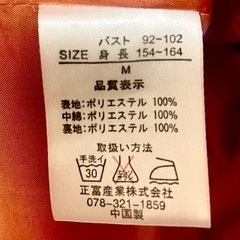 バスト 92-102
SIZE 身長 154-164
M
品質表示
表地:ポリエステル 100%
中綿:ポリエステル 100%
裏地:ポリエステル 100%
取扱い方法
手洗イ
30
正富産業株式会社
078-321-1859
中国製